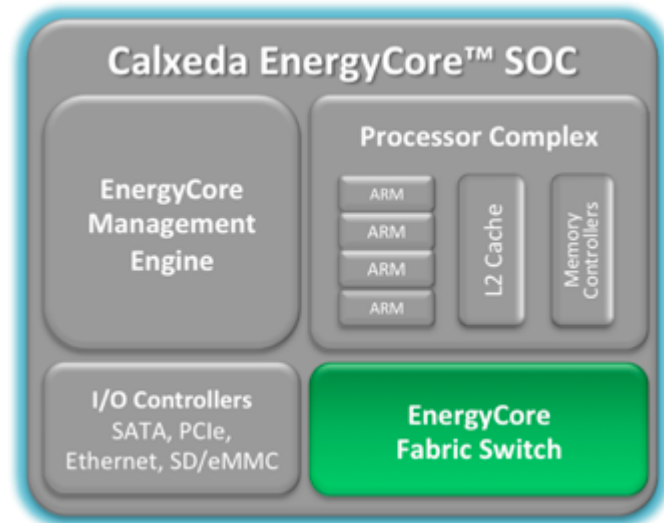 Calxeda EnergyCore™ SOC
EnergyCore
Management
Engine
Processor Complex
ARM
ARM
ARM
ARM
L2 Cache
Memory
Controllers
I/O Controllers
SATA, PCIe,
Ethernet, SD/eMMC
EnergyCore
Fabric Switch